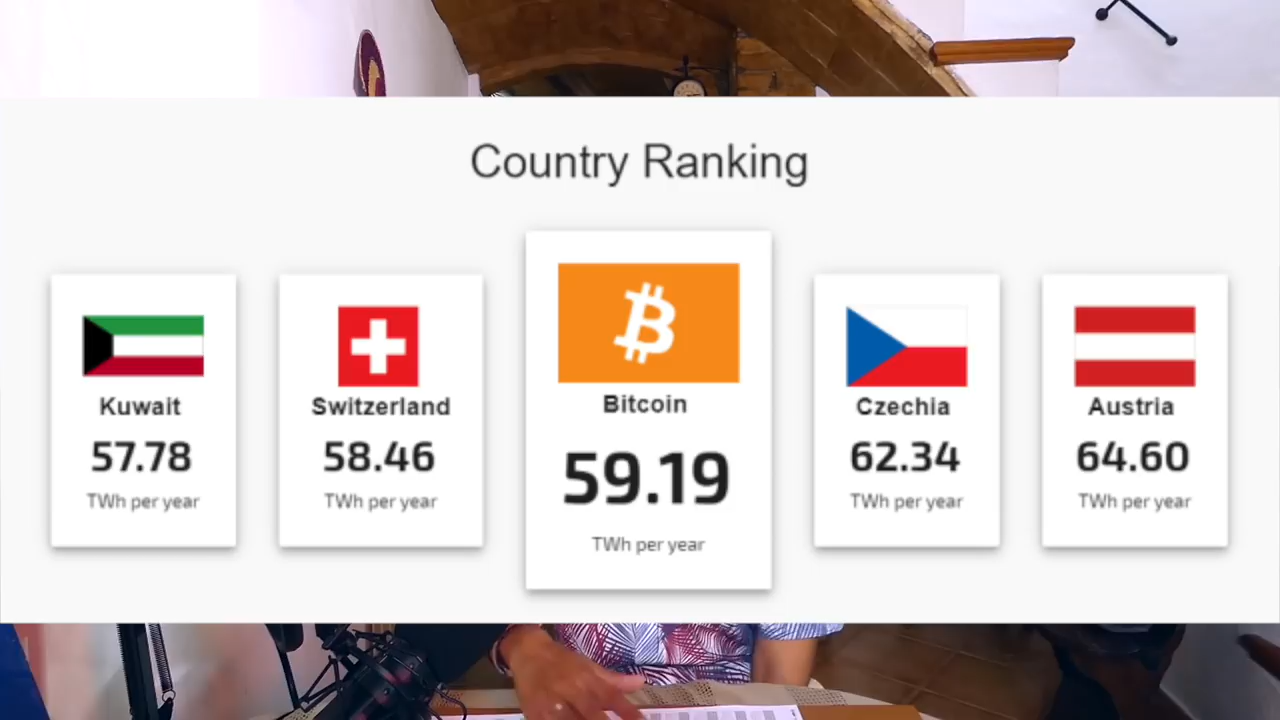 Country Ranking
Kuwait
57.78
TWh per year
Switzerland
58.46
TWh per year
Bitcoin
59.19
TWh per year
Czechia
62.34
TWh per year
Austria
64.60
TWh per year